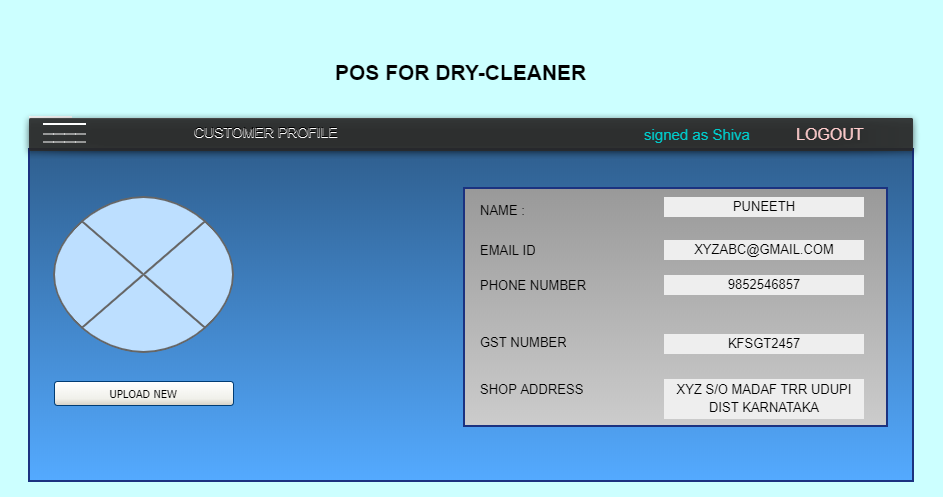 POS FOR DRY-CLEANER
CUSTOMER PROFILE
signed as Shiva
LOGOUT
NAME :
PUNEETH
EMAIL ID
XYZABC@GMAIL.COM
PHONE NUMBER
9852546857
GST NUMBER
KFSGT2457
SHOP ADDRESS
XYZ S/O MADAF TRR UDUPI
DIST KARNATAKA
UPLOAD NEW